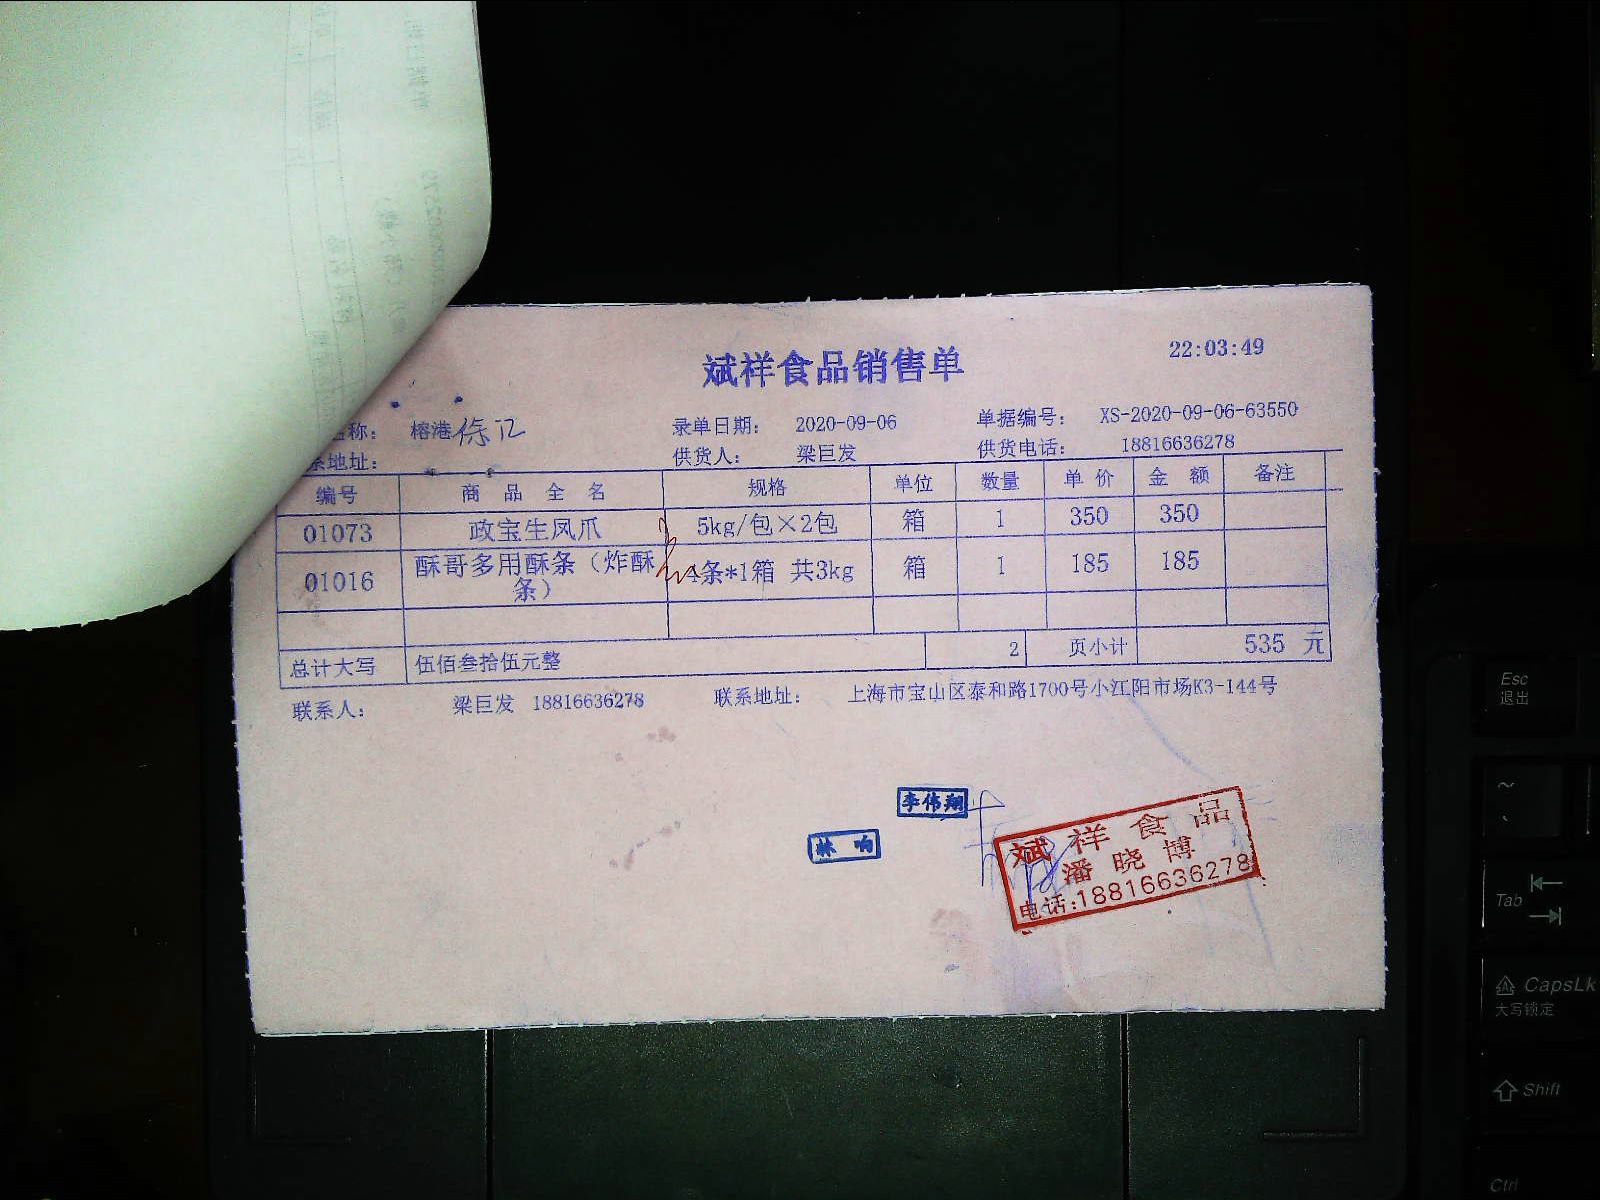 斌祥食品销售单
22:03:49
称: 榕港徐记 录单日期: 2020-09-06 单据编号: XS-2020-09-06-63550
系地址: 供货人: 梁巨发 供货电话: 18816636278
编号 商品全名 规格 单位 数量 单价 金额 备注
01073 政宝生凤爪 5kg/包×2包 箱 1 350 350
01016 酥哥多用酥条（炸酥条） 4条*1箱 共3kg 箱 1 185 185
总计大写 伍佰叁拾伍元整 2 页小计 535 元
联系人: 梁巨发 18816636278 联系地址: 上海市宝山区泰和路1700号小江阳市场K3-144号
李伟翔
林响
斌祥食品
潘晓博
电话:18816636278
Esc
退出
~
Tab
CapsLk
大写锁定
Shift
Ctrl